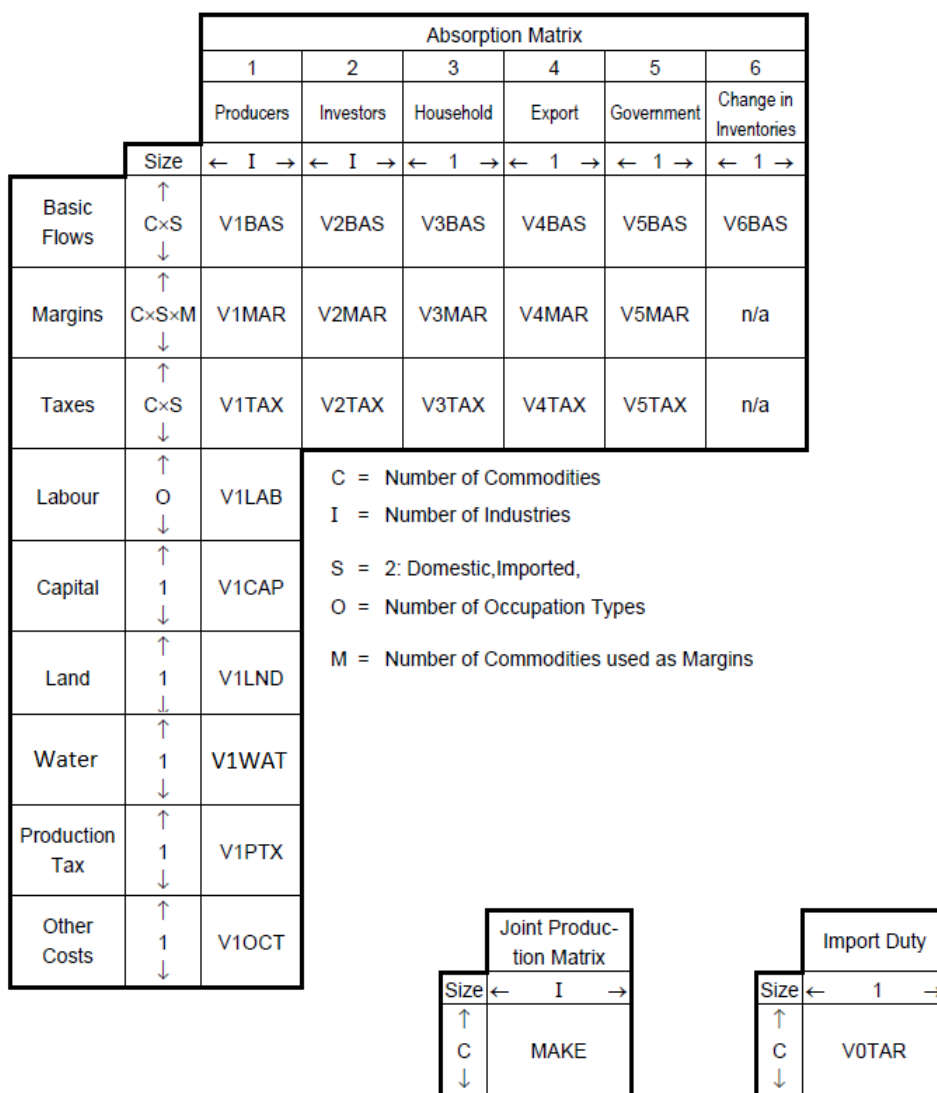 Absorption Matrix
1 2 3 4 5 6
Producers Investors Household Export Government Change in
Inventories
Size ← I → ← I → ← 1 → ← 1 → ← 1 → ← 1 →
Basic
Flows
↑
C×S
↓
V1BAS V2BAS V3BAS V4BAS V5BAS V6BAS
Margins
↑
C×S×M
↓
V1MAR V2MAR V3MAR V4MAR V5MAR n/a
Taxes
↑
C×S
↓
V1TAX V2TAX V3TAX V4TAX V5TAX n/a
Labour
↑
O
↓
V1LAB
C = Number of Commodities
I = Number of Industries
Capital
↑
1
↓
V1CAP
S = 2: Domestic,Imported,
O = Number of Occupation Types
Land
↑
1
↓
V1LND
M = Number of Commodities used as Margins
Water
↑
1
↓
V1WAT
Production
Tax
↑
1
↓
V1PTX
Other
Costs
↑
1
↓
V1OCT
Joint Produc-
tion Matrix
Size ← I →
↑
C
↓
MAKE
Import Duty
Size ← 1 →
↑
C
↓
V0TAR